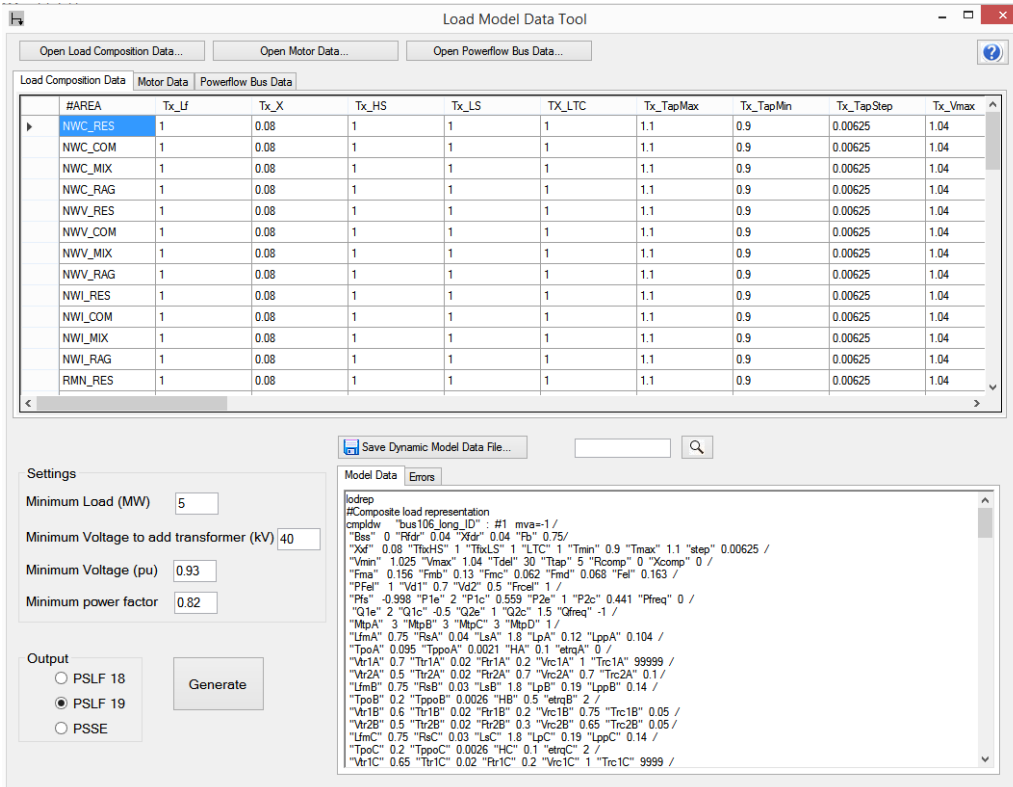 Load Model Data Tool
Open Load Composition Data... Open Motor Data... Open Powerflow Bus Data...
Load Composition Data Motor Data Powerflow Bus Data
#AREA Tx_Lf Tx_X Tx_HS Tx_LS TX_LTC Tx_TapMax Tx_TapMin Tx_TapStep Tx_Vmax
NWC_RES 1 0.08 1 1 1 1.1 0.9 0.00625 1.04
NWC_COM 1 0.08 1 1 1 1.1 0.9 0.00625 1.04
NWC_MIX 1 0.08 1 1 1 1.1 0.9 0.00625 1.04
NWC_RAG 1 0.08 1 1 1 1.1 0.9 0.00625 1.04
NWV_RES 1 0.08 1 1 1 1.1 0.9 0.00625 1.04
NWV_COM 1 0.08 1 1 1 1.1 0.9 0.00625 1.04
NWV_MIX 1 0.08 1 1 1 1.1 0.9 0.00625 1.04
NWV_RAG 1 0.08 1 1 1 1.1 0.9 0.00625 1.04
NWI_RES 1 0.08 1 1 1 1.1 0.9 0.00625 1.04
NWI_COM 1 0.08 1 1 1 1.1 0.9 0.00625 1.04
NWI_MIX 1 0.08 1 1 1 1.1 0.9 0.00625 1.04
NWI_RAG 1 0.08 1 1 1 1.1 0.9 0.00625 1.04
RMN_RES 1 0.08 1 1 1 1.1 0.9 0.00625 1.04
Settings
Minimum Load (MW) 5
Minimum Voltage to add transformer (kV) 40
Minimum Voltage (pu) 0.93
Minimum power factor 0.82
Output
PSLF 18
PSLF 19
PSSE
Generate
Save Dynamic Model Data File...
Model Data Errors
lodrep
#Composite load representation
cmpldw "bus106_long_ID" : #1 mva=-1 /
"Bss" 0 "Rfdr" 0.04 "Xfdr" 0.04 "Fb" 0.75/
"Xxf" 0.08 "TfixHS" 1 "TfixLS" 1 "LTC" 1 "Tmin" 0.9 "Tmax" 1.1 "step" 0.00625 /
"Vmin" 1.025 "Vmax" 1.04 "Tdel" 30 "Ttap" 5 "Rcomp" 0 "Xcomp" 0 /
"Fma" 0.156 "Fmb" 0.13 "Fmc" 0.062 "Fmd" 0.068 "Fel" 0.163 /
"PFel" 1 "Vd1" 0.7 "Vd2" 0.5 "Frcel" 1 /
"Pfs" -0.998 "P1e" 2 "P1c" 0.559 "P2e" 1 "P2c" 0.441 "Pfreq" 0 /
"Q1e" 2 "Q1c" -0.5 "Q2e" 1 "Q2c" 1.5 "Qfreq" -1 /
"MtpA" 3 "MtpB" 3 "MtpC" 3 "MtpD" 1 /
"LfmA" 0.75 "RsA" 0.04 "LsA" 1.8 "LpA" 0.12 "LppA" 0.104 /
"TpoA" 0.095 "TppoA" 0.0021 "HA" 0.1 "etrqA" 0 /
"Vtr1A" 0.7 "Ttr1A" 0.02 "Ftr1A" 0.2 "Vrc1A" 1 "Trc1A" 99999 /
"Vtr2A" 0.5 "Ttr2A" 0.02 "Ftr2A" 0.7 "Vrc2A" 0.7 "Trc2A" 0.1 /
"LfmB" 0.75 "RsB" 0.03 "LsB" 1.8 "LpB" 0.19 "LppB" 0.14 /
"TpoB" 0.2 "TppoB" 0.0026 "HB" 0.5 "etrqB" 2 /
"Vtr1B" 0.6 "Ttr1B" 0.02 "Ftr1B" 0.2 "Vrc1B" 0.75 "Trc1B" 0.05 /
"Vtr2B" 0.5 "Ttr2B" 0.02 "Ftr2B" 0.3 "Vrc2B" 0.65 "Trc2B" 0.05 /
"LfmC" 0.75 "RsC" 0.03 "LsC" 1.8 "LpC" 0.19 "LppC" 0.14 /
"TpoC" 0.2 "TppoC" 0.0026 "HC" 0.1 "etrqC" 2 /
"Vtr1C" 0.65 "Ttr1C" 0.02 "Ftr1C" 0.2 "Vrc1C" 1 "Trc1C" 9999 /